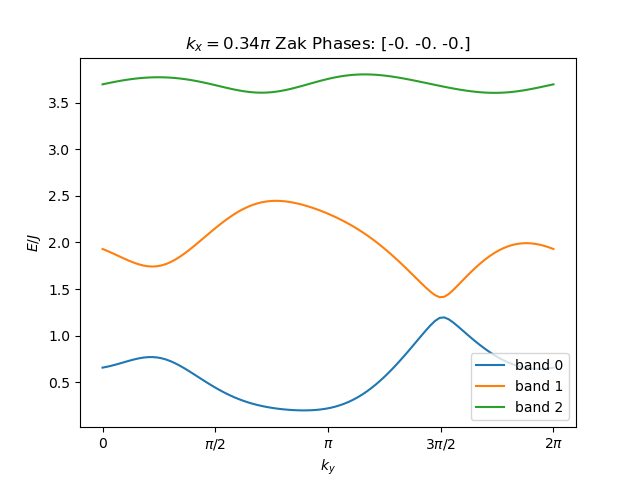 $k_x = 0.34\pi$ Zak Phases: [-0. -0. -0.]
E/J
3.5
3.0
2.5
2.0
1.5
1.0
0.5
band 0
band 1
band 2
0 π/2 π 3π/2 2π
$k_y$